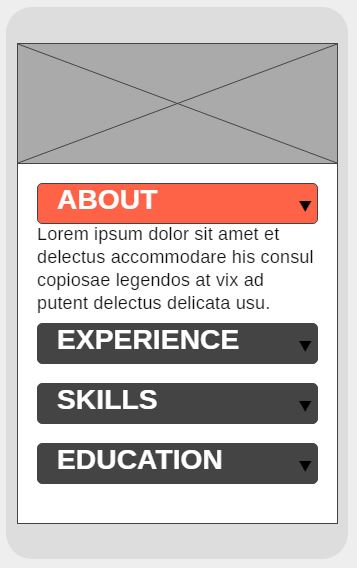 ABOUT
Lorem ipsum dolor sit amet et
delectus accommodare his consul
copiosae legendos at vix ad
putent delectus delicata usu.
EXPERIENCE
SKILLS
EDUCATION